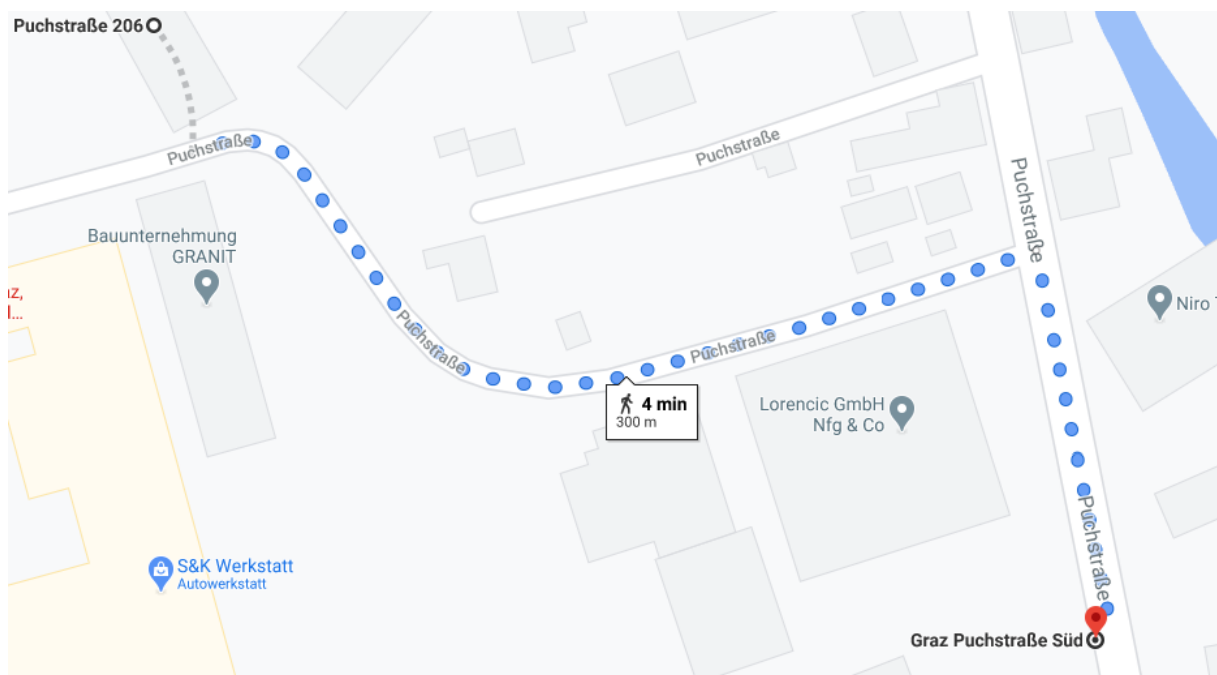 Puchstraße 206
Puchstraße
Puchstraße
Puchstraße
Bauunternehmung
GRANIT
Niro
Puchstraße
Puchstraße
4 min
300 m
Lorencic GmbH
Nfg & Co
Puchstraße
S&K Werkstatt
Autowerkstatt
Graz Puchstraße Süd